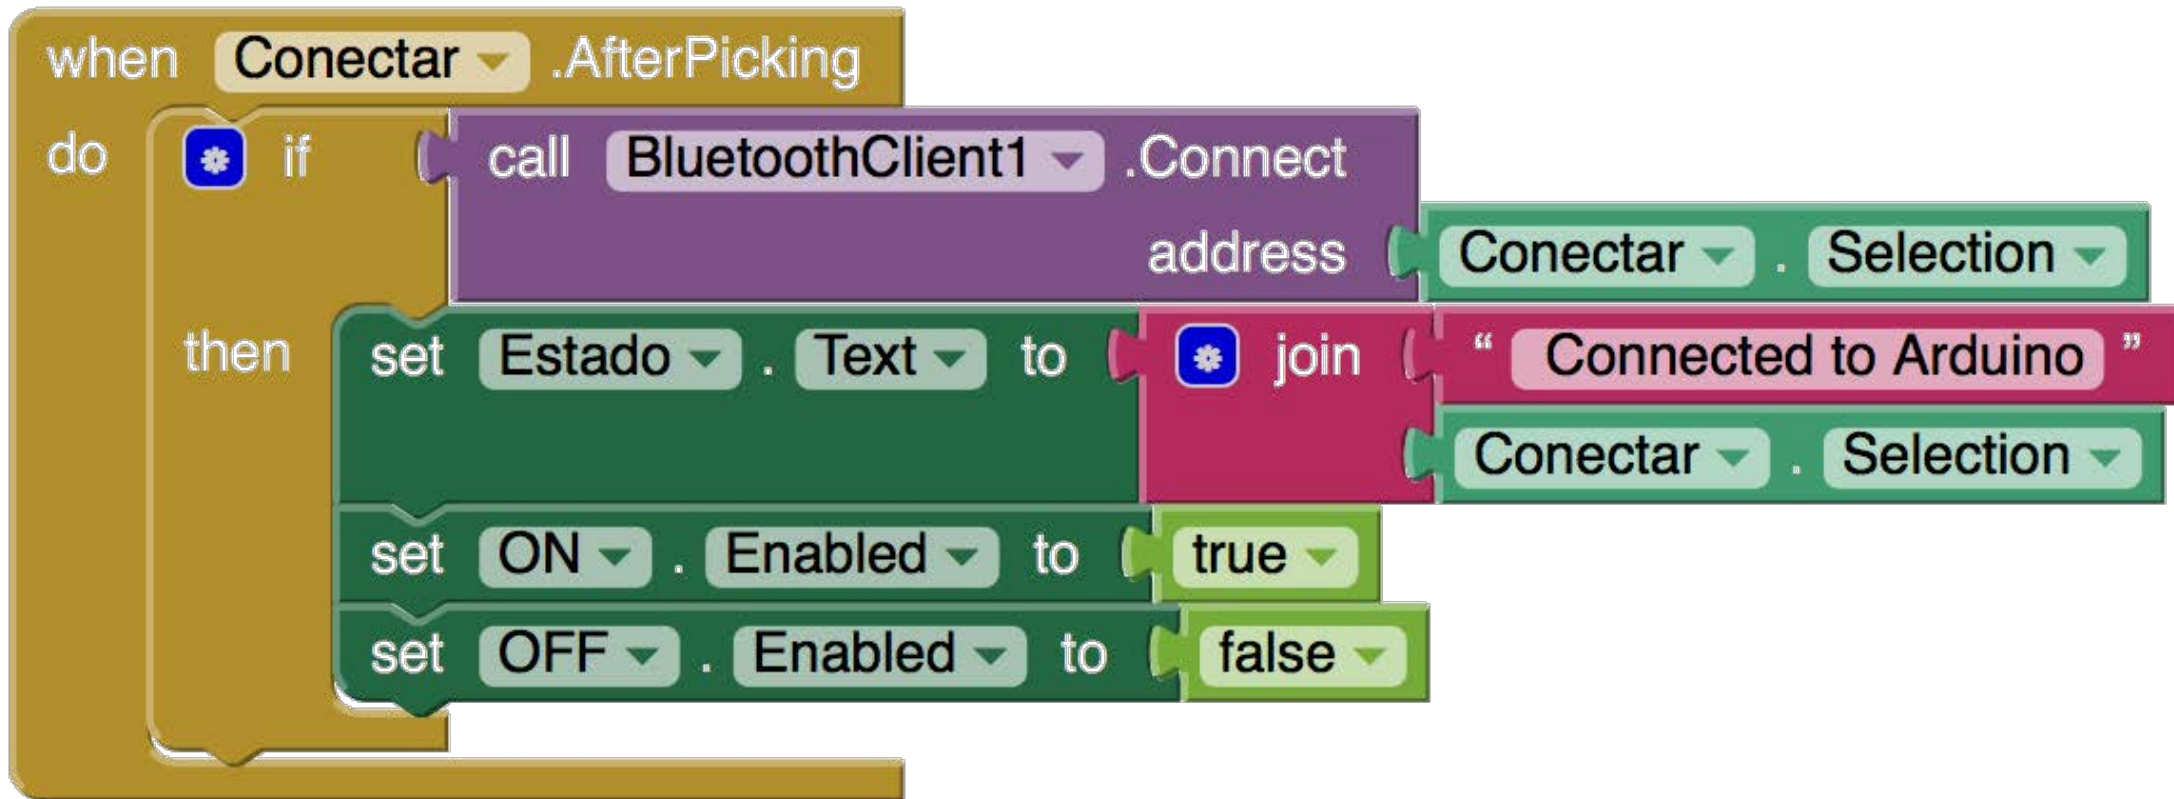 when Conectar .AfterPicking
do if call BluetoothClient1 .Connect
address Conectar . Selection
then set Estado . Text to join “ Connected to Arduino ”
Conectar . Selection
set ON . Enabled to true
set OFF . Enabled to false